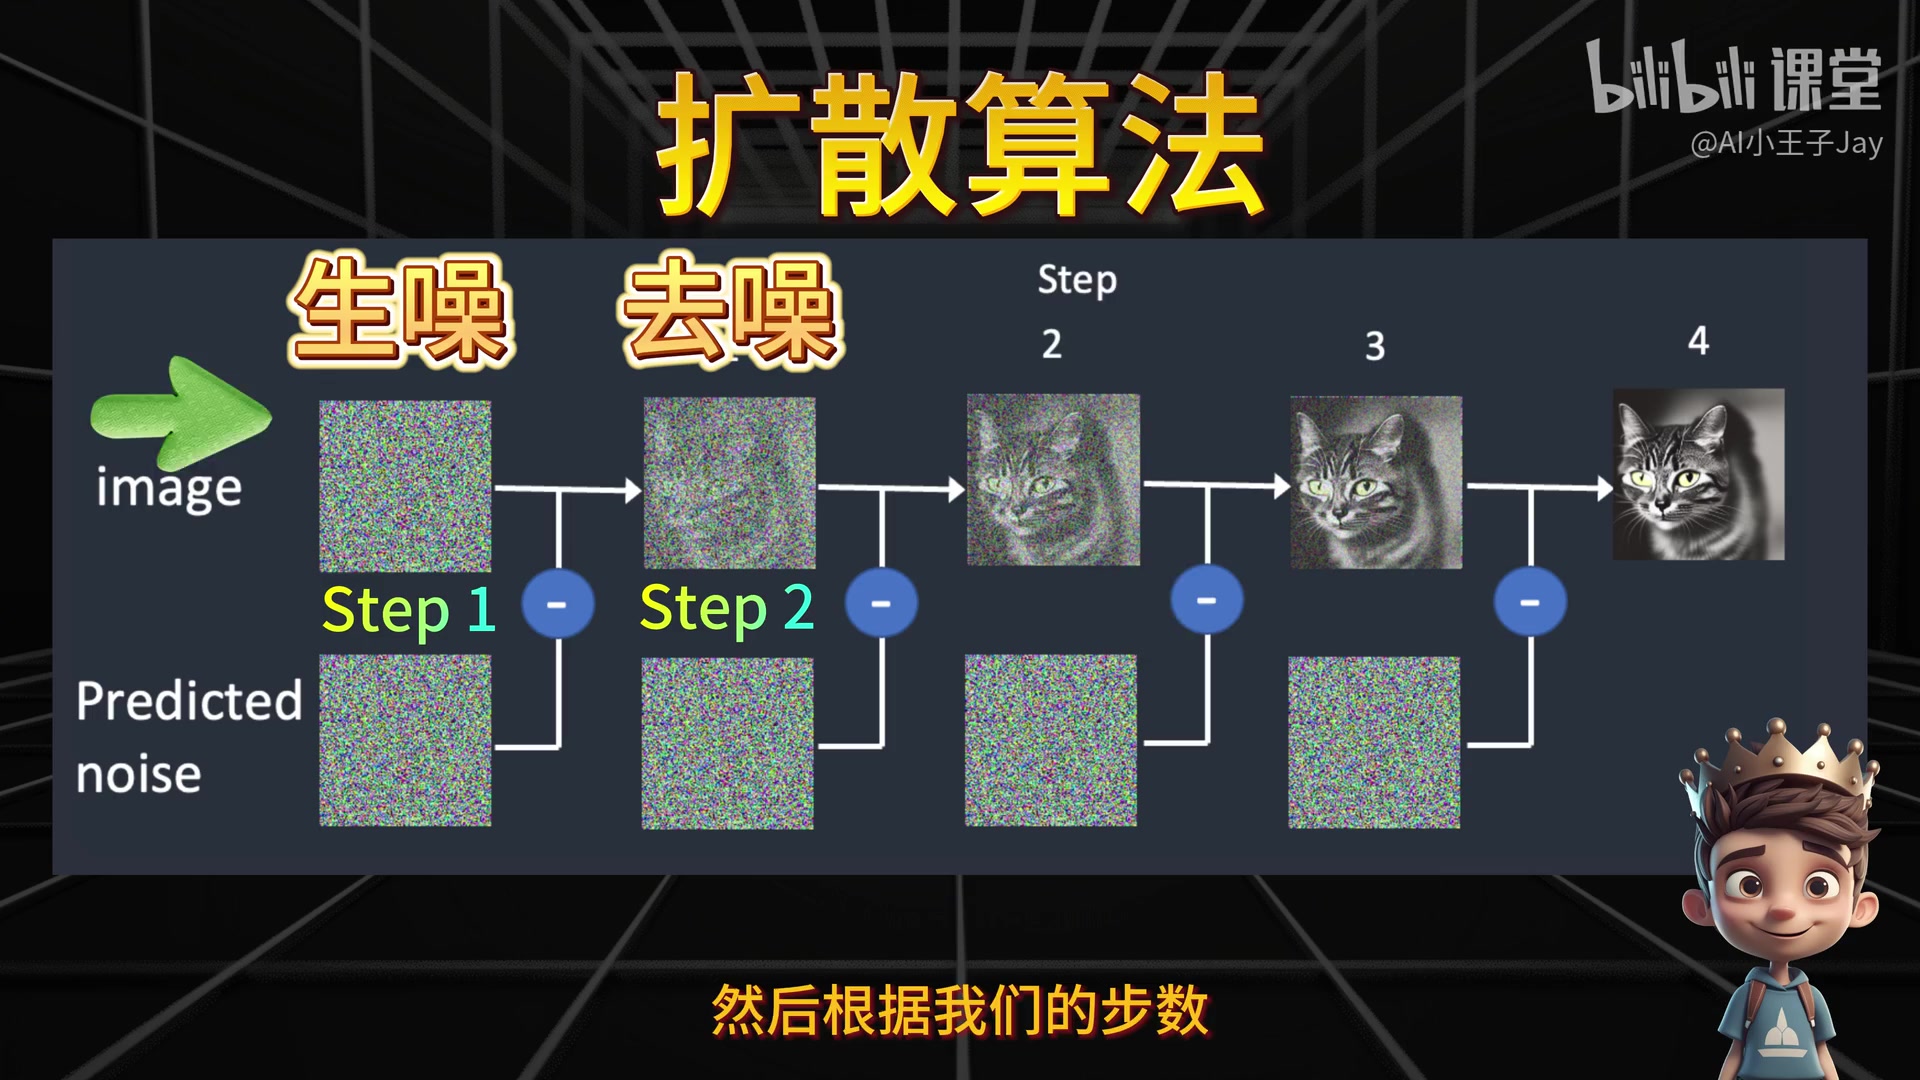 扩散算法
bilibili 课堂
@AI小王子Jay
生噪
去噪
Step
2
3
4
image
Step 1
Step 2
-
-
-
-
Predicted
noise
然后根据我们的步数